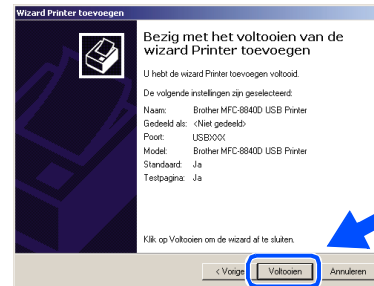 Wizard Printer toevoegen
Bezig met het voltooien van de
wizard Printer toevoegen
U hebt de wizard Printer toevoegen voltooid.
De volgende instellingen zijn geselecteerd:
Naam: Brother MFC-8840D USB Printer
Gedeeld als: <Niet gedeeld>
Poort: USBXXX
Model: Brother MFC-8840D USB Printer
Standaard: Ja
Testpagina: Ja
Klik op Voltooien om de wizard af te sluiten.
< Vorige Voltooien Annuleren